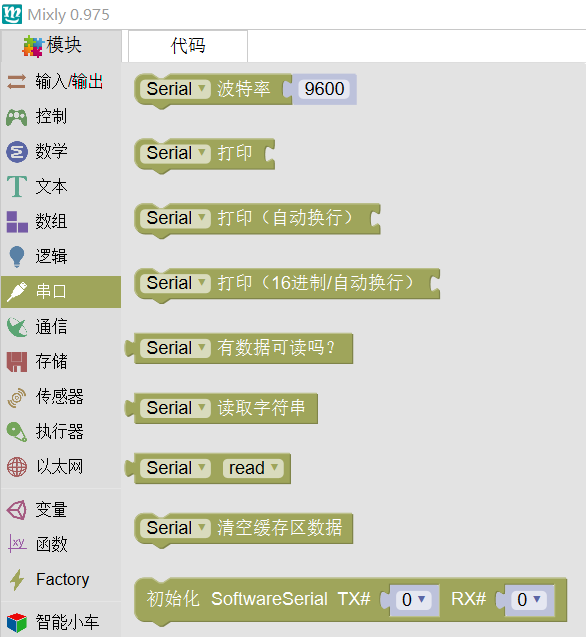 Mixly 0.975
模块
代码
输入/输出
控制
数学
文本
数组
逻辑
串口
通信
存储
传感器
执行器
以太网
变量
函数
Factory
智能小车
Serial 波特率 9600
Serial 打印
Serial 打印（自动换行）
Serial 打印（16进制/自动换行）
Serial 有数据可读吗?
Serial 读取字符串
Serial read
Serial 清空缓存区数据
初始化 SoftwareSerial TX# 0 RX# 0